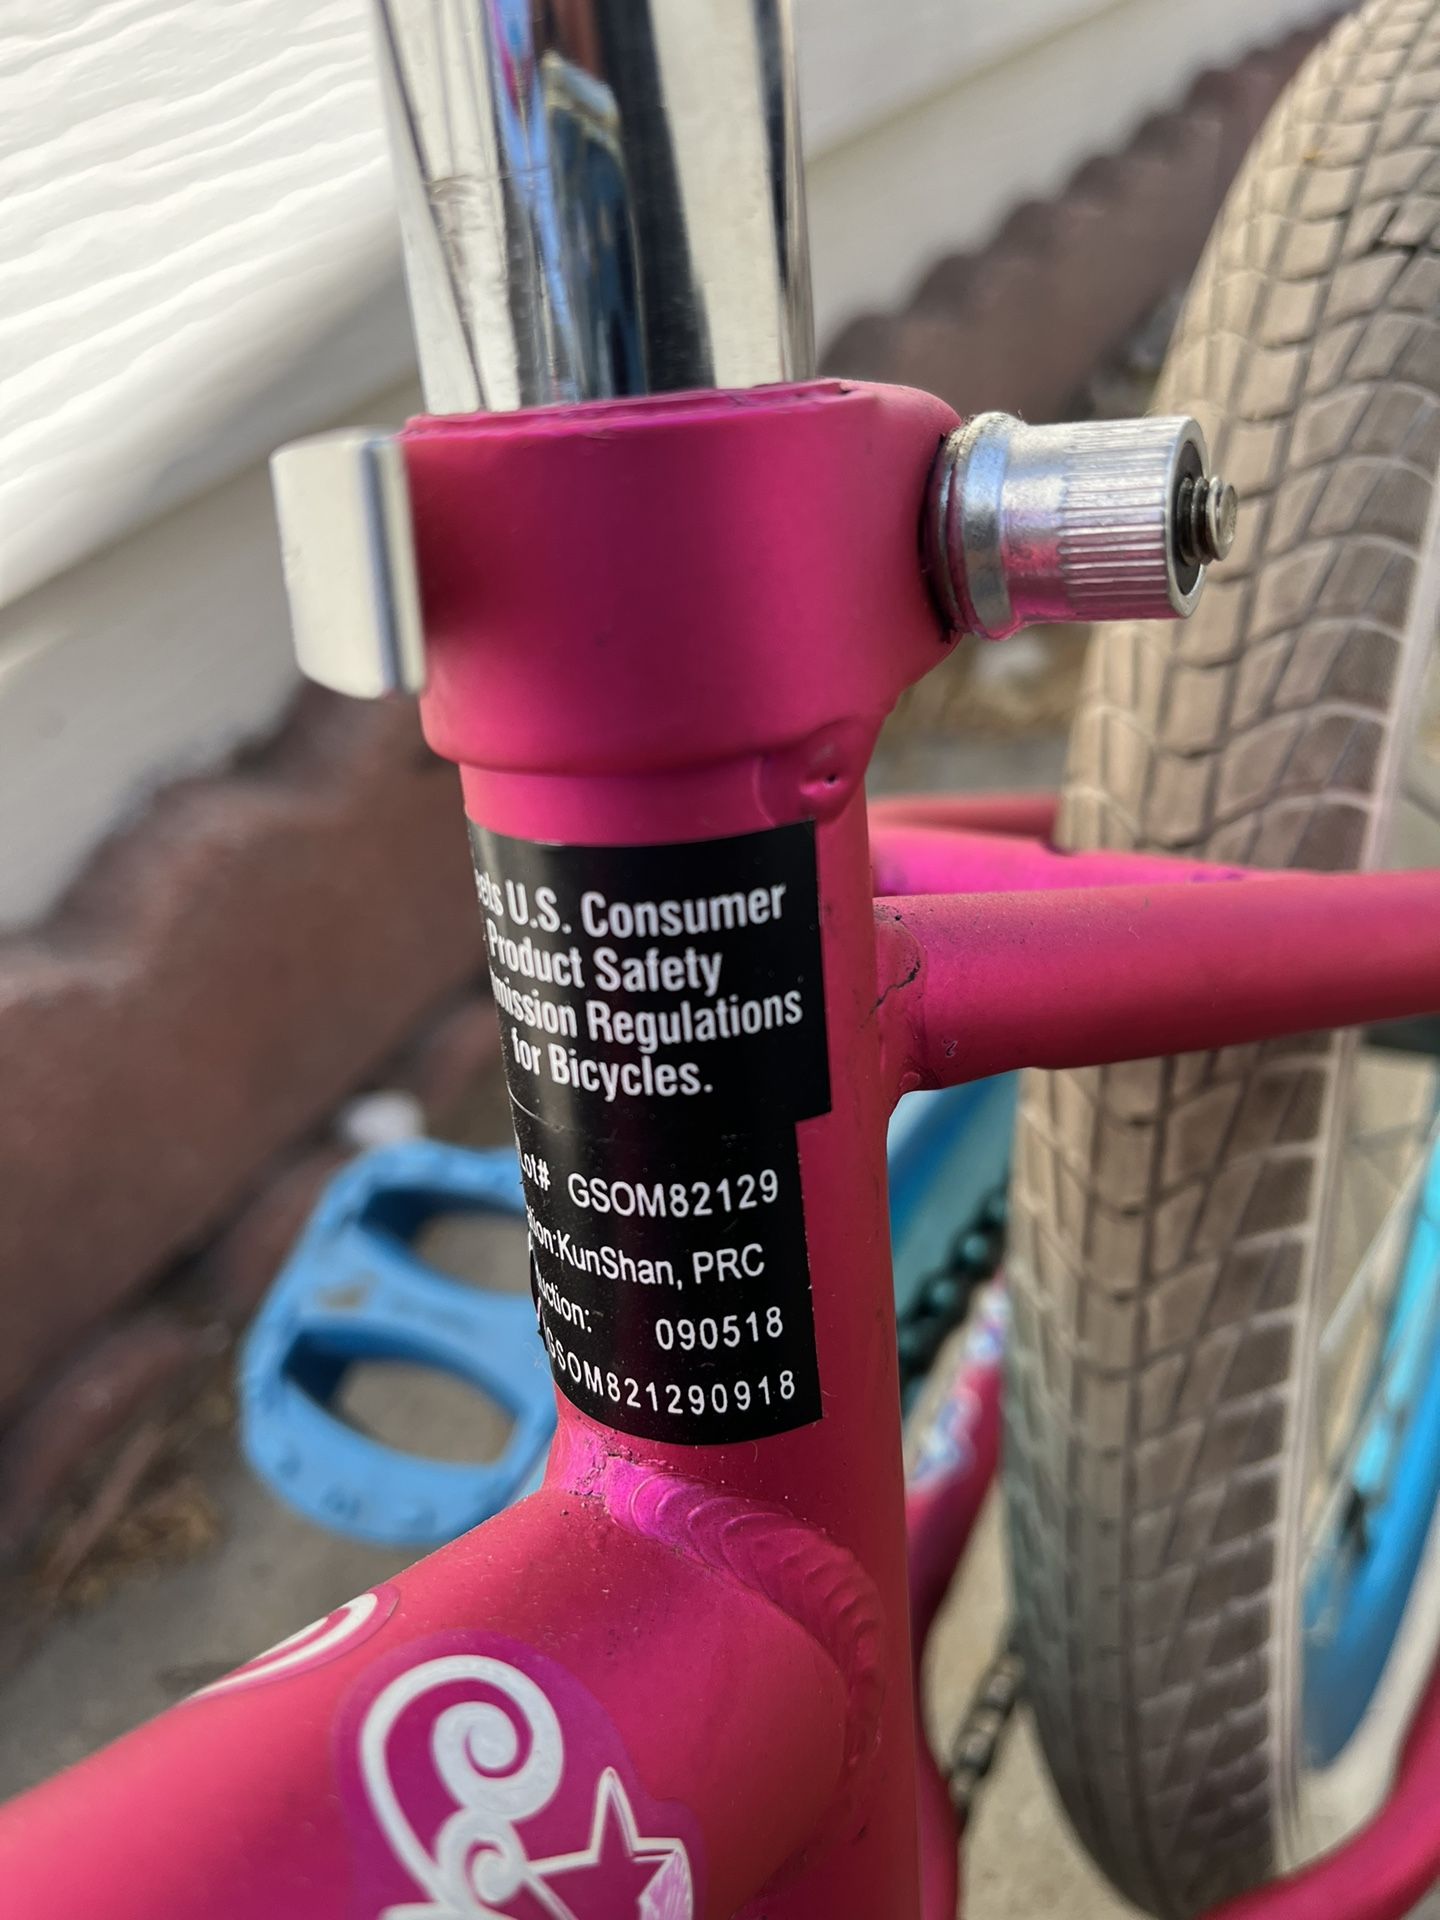 U.S. Consumer
Product Safety
Regulations
for Bicycles.
Lot# GSOM82129
KunShan, PRC
090518
GSOM821290918